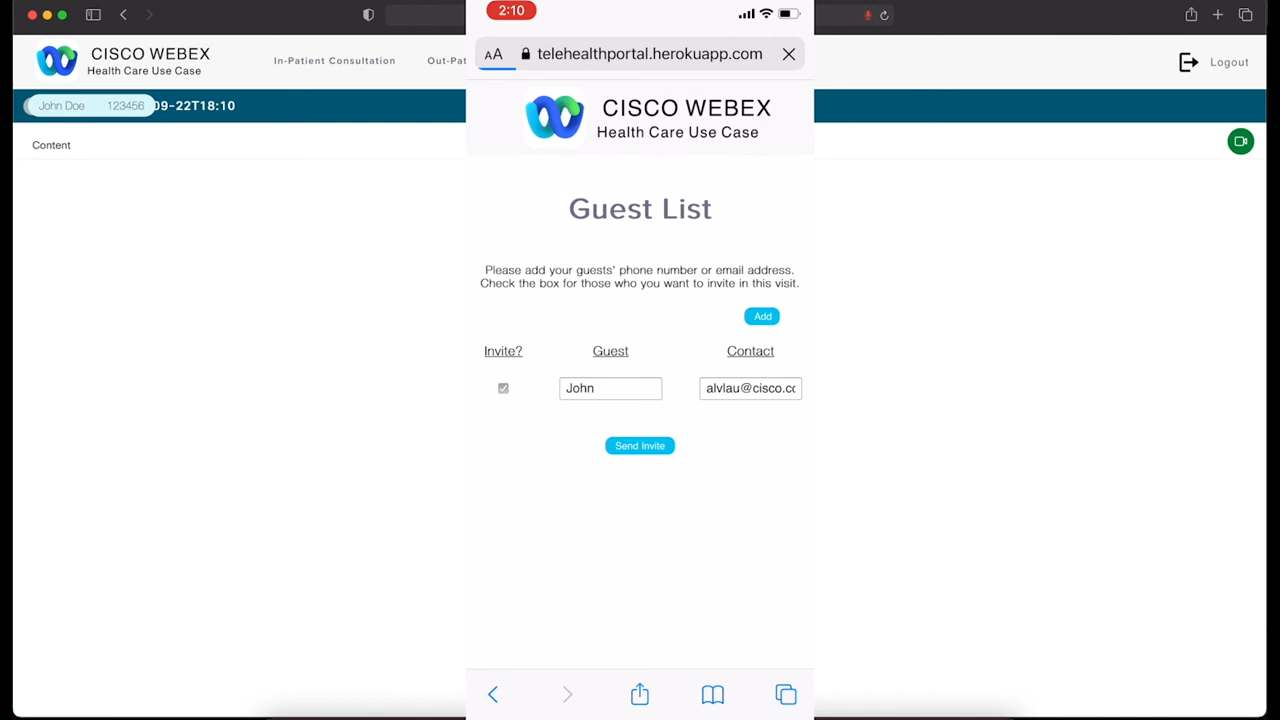 CISCO WEBEX
Health Care Use Case
In-Patient Consultation
Out-Pat
Logout
John Doe 123456 09-22T18:10
Content
2:10
AA telehealthportal.herokuapp.com
CISCO WEBEX
Health Care Use Case
Guest List
Please add your guests' phone number or email address.
Check the box for those who you want to invite in this visit.
Add
Invite? Guest Contact
John alvlau@cisco.co
Send Invite